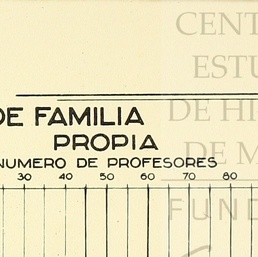 DE FAMILIA
PROPIA
NUMERO DE PROFESORES
30 40 50 60 70 80
CENT
ESTU
DE HI
DE M
FUND